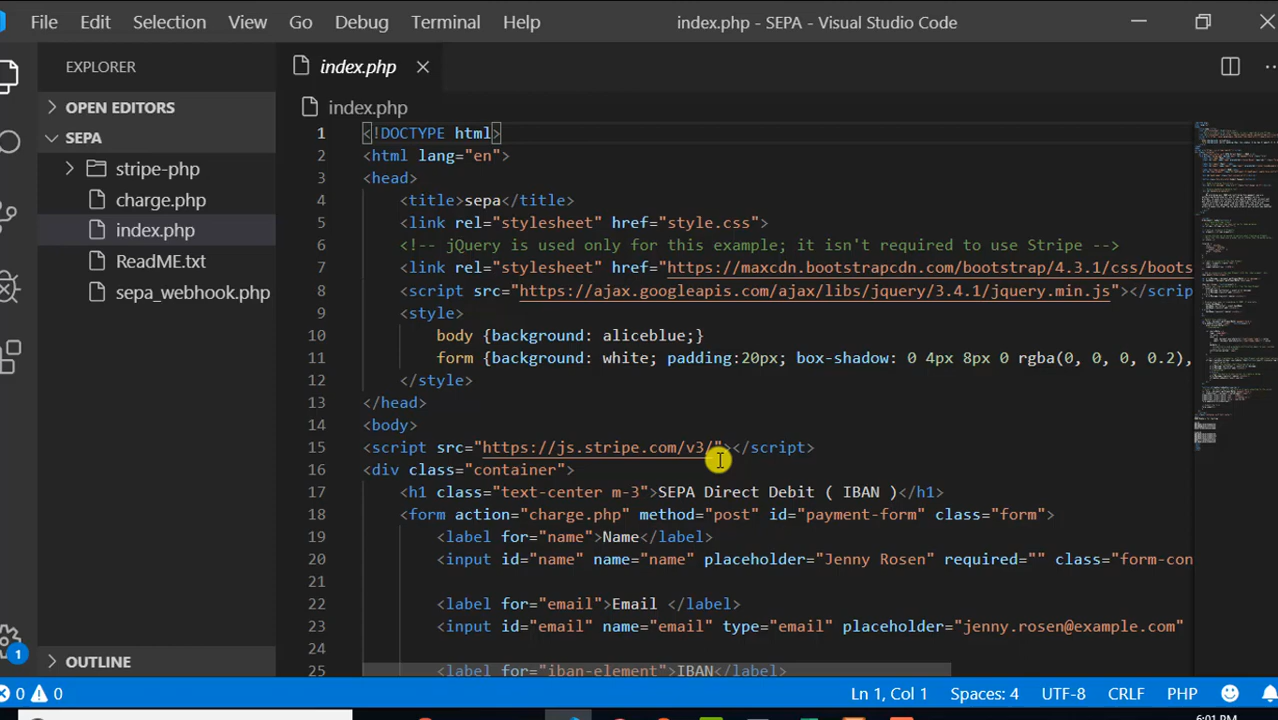 File Edit Selection View Go Debug Terminal Help index.php - SEPA - Visual Studio Code
EXPLORER
OPEN EDITORS
SEPA
stripe-php
charge.php
index.php
ReadME.txt
sepa_webhook.php
OUTLINE
1
index.php
index.php
1 <!DOCTYPE html>
2 <html lang="en">
3 <head>
4 <title>sepa</title>
5 <link rel="stylesheet" href="style.css">
6 <!-- jQuery is used only for this example; it isn't required to use Stripe -->
7 <link rel="stylesheet" href="https://maxcdn.bootstrapcdn.com/bootstrap/4.3.1/css/boots
8 <script src="https://ajax.googleapis.com/ajax/libs/jquery/3.4.1/jquery.min.js"></scrip
9 <style>
10 body {background: aliceblue;}
11 form {background: white; padding:20px; box-shadow: 0 4px 8px 0 rgba(0, 0, 0, 0.2),
12 </style>
13 </head>
14 <body>
15 <script src="https://js.stripe.com/v3/"></script>
16 <div class="container">
17 <h1 class="text-center m-3">SEPA Direct Debit ( IBAN )</h1>
18 <form action="charge.php" method="post" id="payment-form" class="form">
19 <label for="name">Name</label>
20 <input id="name" name="name" placeholder="Jenny Rosen" required="" class="form-con
21
22 <label for="email">Email </label>
23 <input id="email" name="email" type="email" placeholder="jenny.rosen@example.com"
24
25 <label for="iban-element">IBAN</label>
0 0 Ln 1, Col 1 Spaces: 4 UTF-8 CRLF PHP
6:01 PM